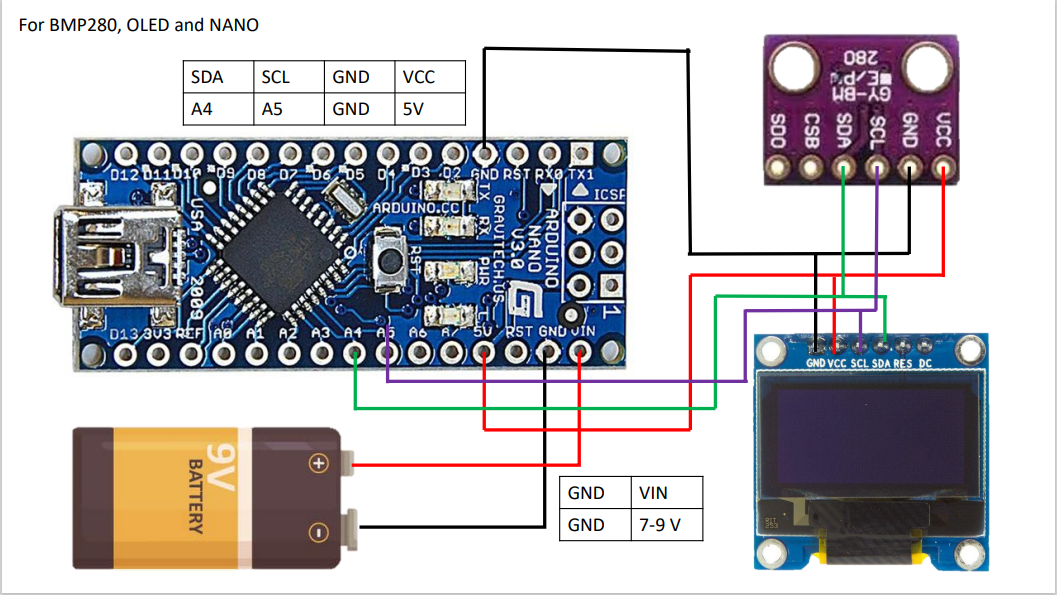 For BMP280, OLED and NANO
SDA SCL GND VCC
A4 A5 GND 5V
280
E/P
GY-BM
SDO CSB SDA SCL GND VCC
D12 D11 D10 D9 D8 D7 D6 D5 D4 D3 D2 GND RST RX0 TX1
TX
RX
PWR
L
ICSP
ARDUINO.CC
GRAVITECH.US
ARDUINO
NANO
V3.0
RST
USA
2009
1
D13 3V3 REF A0 A1 A2 A3 A4 A5 A6 A7 5V RST GND VIN
GND VCC SCL SDA RES DC
9V
BATTERY
+
-
GND VIN
GND 7-9 V